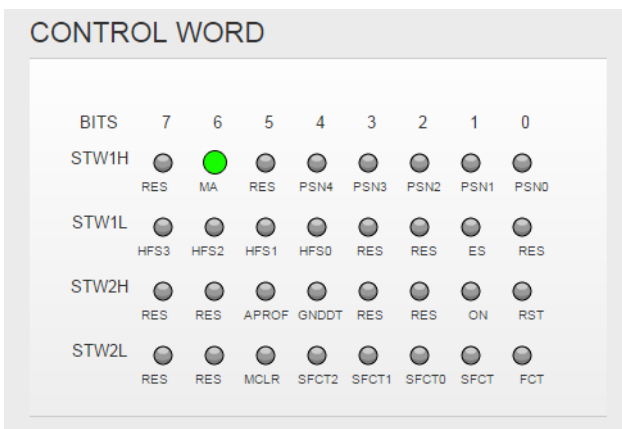 CONTROL WORD
BITS 7 6 5 4 3 2 1 0
STW1H
RES MA RES PSN4 PSN3 PSN2 PSN1 PSN0
STW1L
HFS3 HFS2 HFS1 HFS0 RES RES ES RES
STW2H
RES RES APROF GNDDT RES RES ON RST
STW2L
RES RES MCLR SFCT2 SFCT1 SFCT0 SFCT FCT